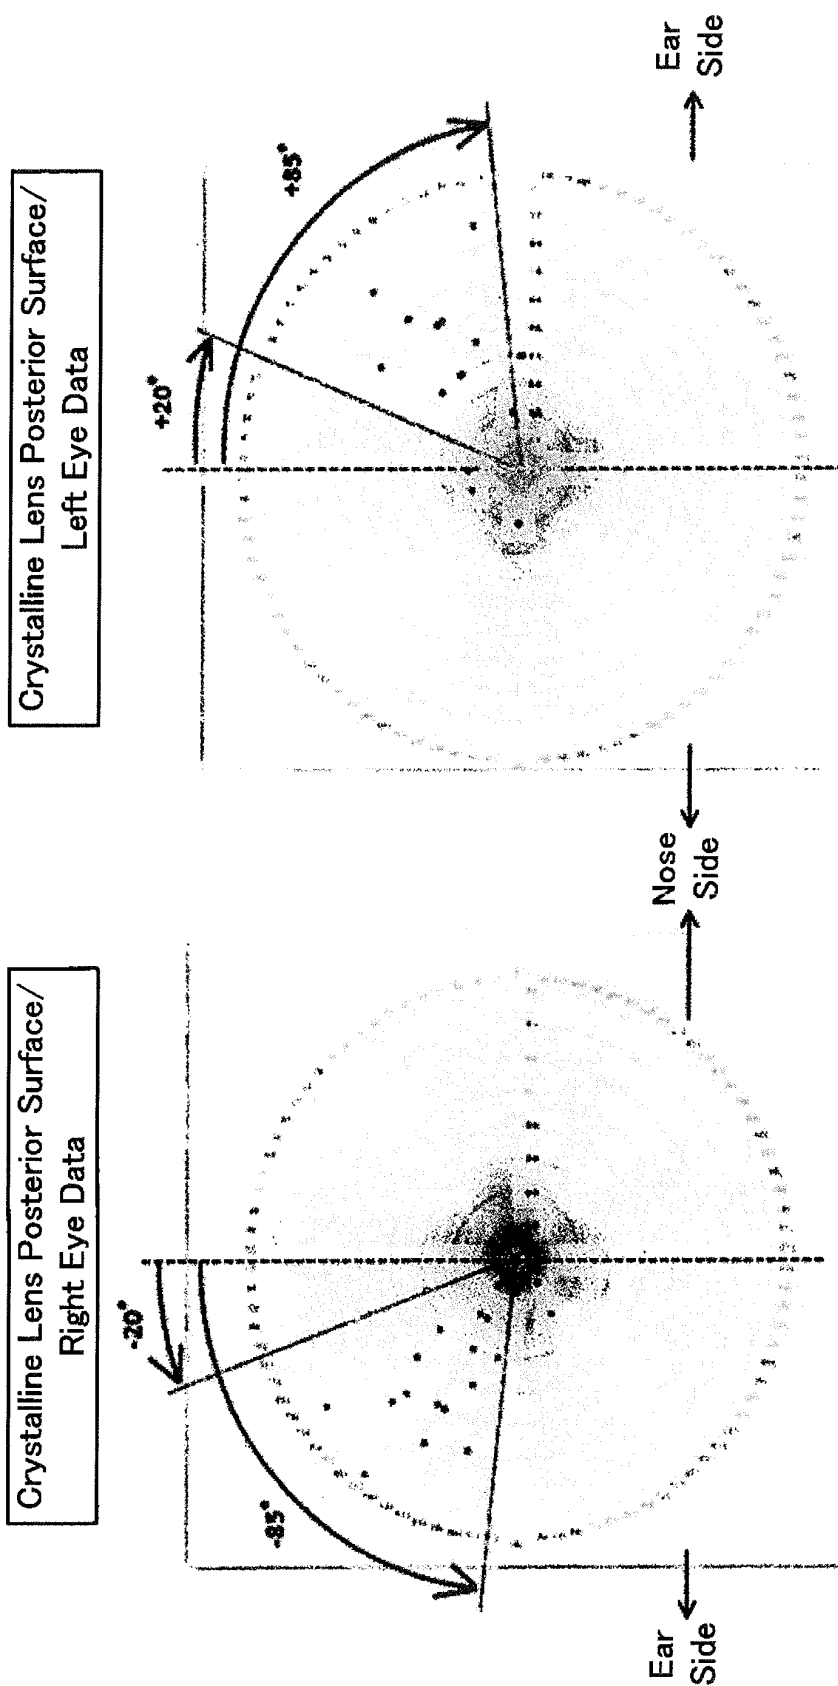 Crystalline Lens Posterior Surface/
Right Eye Data
-20°
-85°
Ear
Side
Nose
Side
Crystalline Lens Posterior Surface/
Left Eye Data
+20°
+85°
Ear
Side